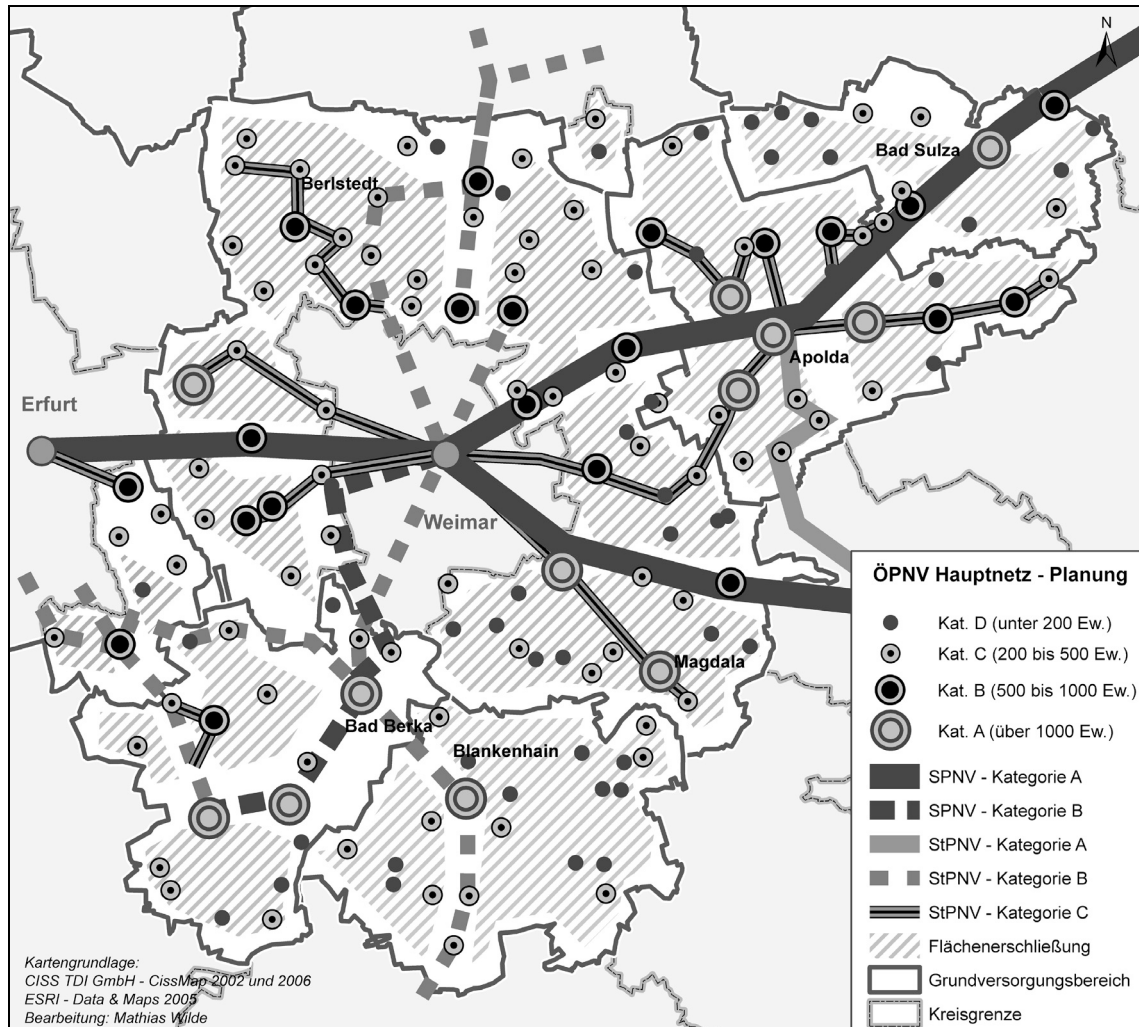 N
Bad Sulza
Berlstedt
Apolda
Erfurt
Weimar
Magdala
Bad Berka
Blankenhain
ÖPNV Hauptnetz - Planung
Kat. D (unter 200 Ew.)
Kat. C (200 bis 500 Ew.)
Kat. B (500 bis 1000 Ew.)
Kat. A (über 1000 Ew.)
SPNV - Kategorie A
SPNV - Kategorie B
StPNV - Kategorie A
StPNV - Kategorie B
StPNV - Kategorie C
Flächenerschließung
Grundversorgungsbereich
Kreisgrenze
Kartengrundlage:
CISS TDI GmbH - CissMap 2002 und 2006
ESRI - Data & Maps 2005
Bearbeitung: Mathias Wilde